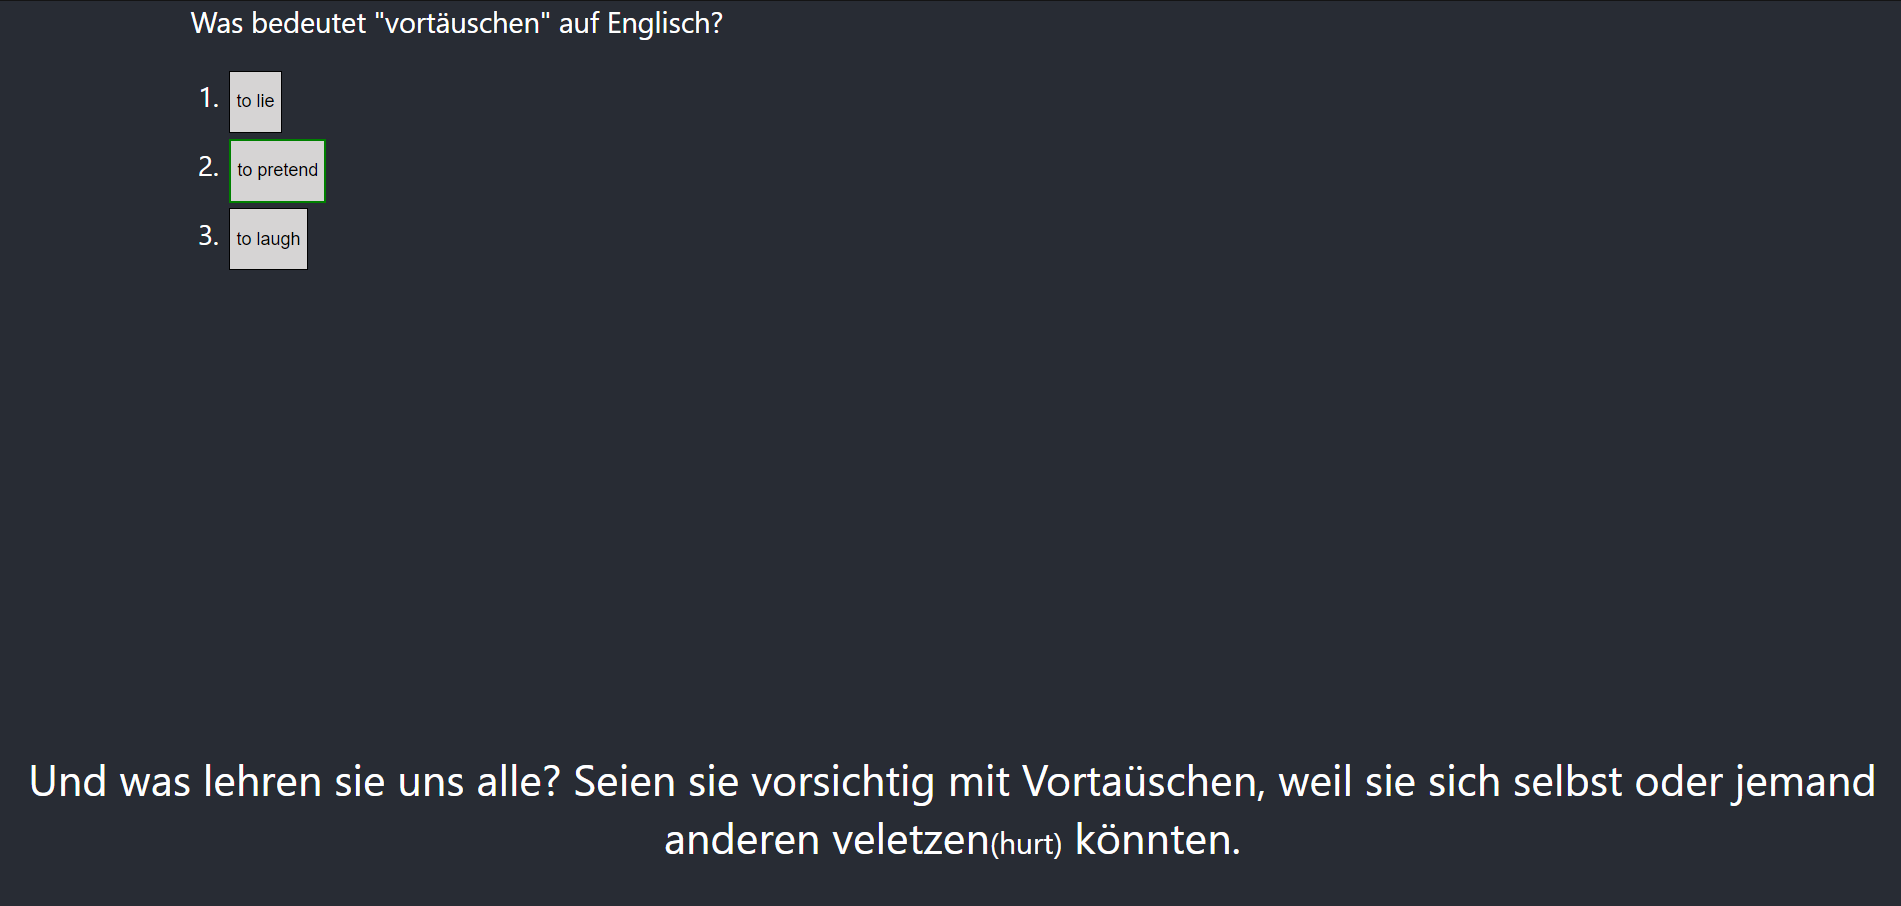 Was bedeutet "vortäuschen" auf Englisch?
1. to lie
2. to pretend
3. to laugh
Und was lehren sie uns alle? Seien sie vorsichtig mit Vortaüschen, weil sie sich selbst oder jemand
anderen veletzen(hurt) könnten.